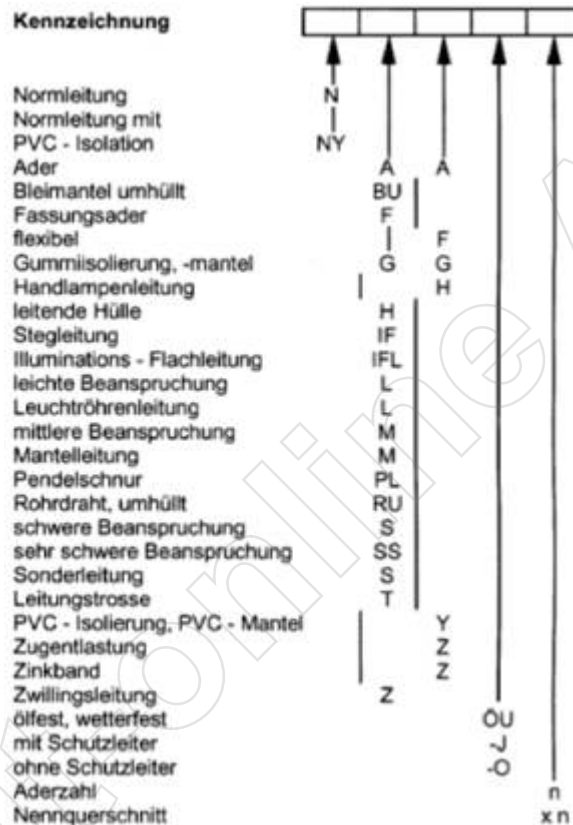 Kennzeichnung
Normleitung N
Normleitung mit
PVC - Isolation NY
Ader A A
Bleimantel umhüllt BU
Fassungsader F
flexibel F
Gummiisolierung, -mantel G G
Handlampenleitung H
leitende Hülle H
Stegleitung IF
Illuminations - Flachleitung IFL
leichte Beanspruchung L
Leuchtröhrenleitung L
mittlere Beanspruchung M
Mantelleitung M
Pendelschnur PL
Rohrdraht, umhüllt RU
schwere Beanspruchung S
sehr schwere Beanspruchung SS
Sonderleitung S
Leitungstrosse T
PVC - Isolierung, PVC - Mantel Y
Zugentlastung Z
Zinkband Z
Zwillingsleitung Z
ölfest, wetterfest ÖU
mit Schutzleiter -J
ohne Schutzleiter -O
Aderzahl n
Nennquerschnitt x n
online